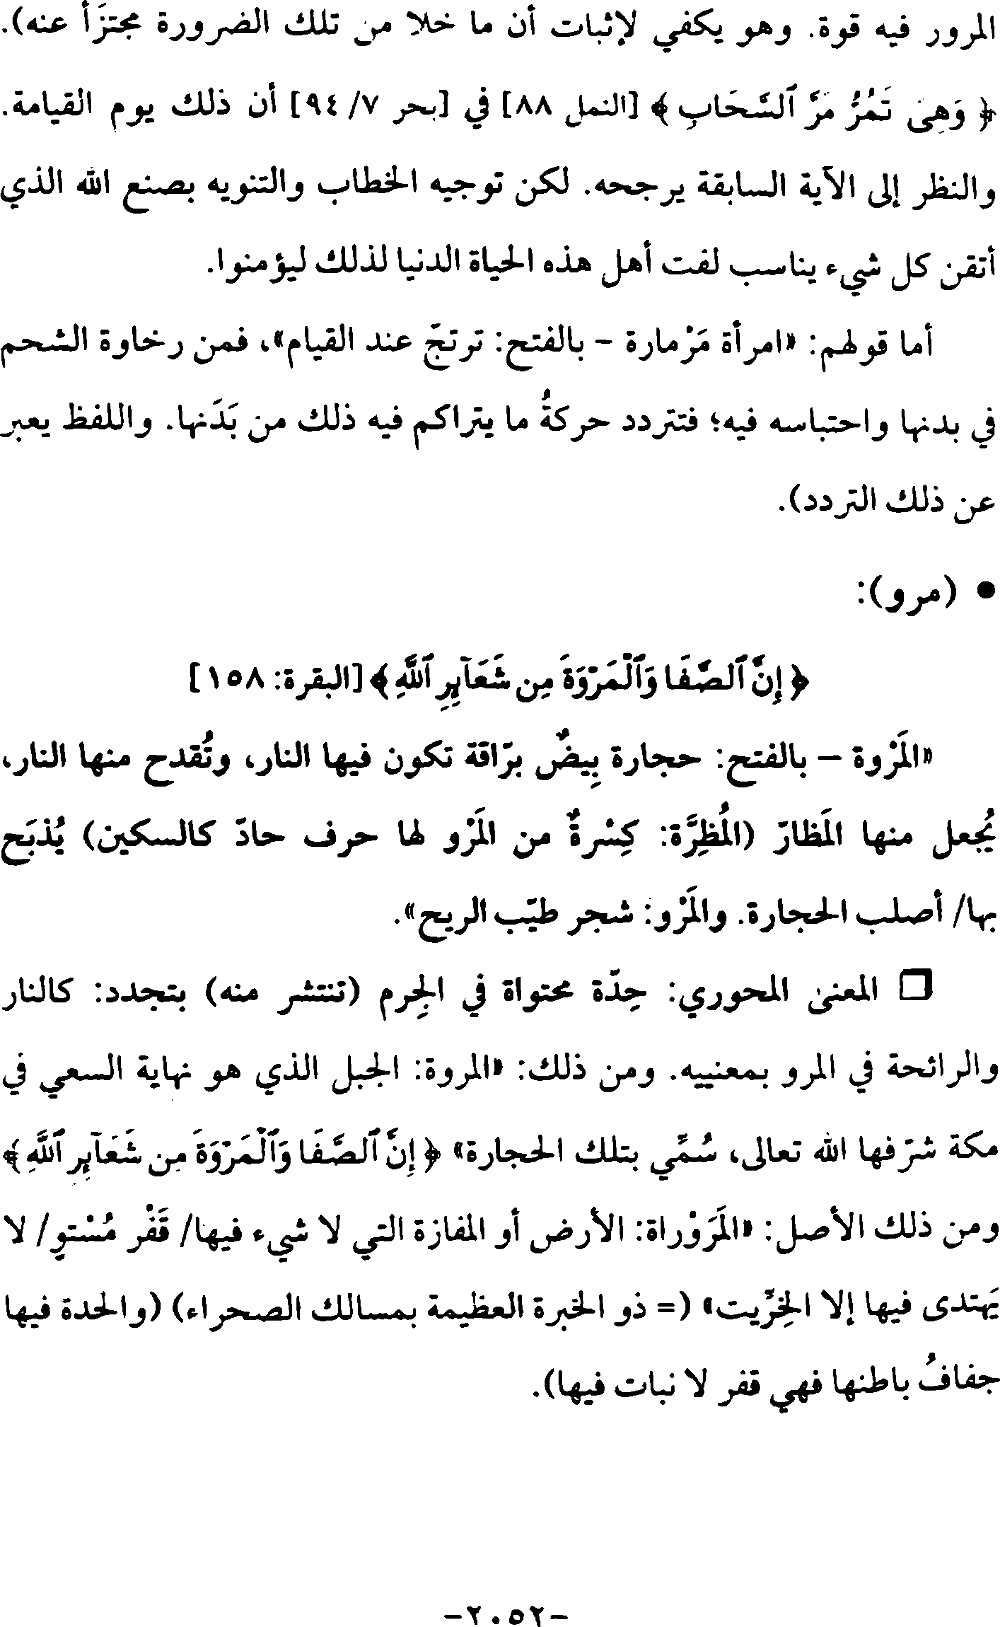 المرور فيه قوة. وهو يكفي لإثبات أن ما خلا من تلك الضرورة مجتزَأ عنه).
﴿ وَهِىَ تَمُرُّ مَرَّ ٱلسَّحَابِ ﴾ [النمل ٨٨] في [بحر ٧/ ٩٤] أن ذلك يوم القيامة.
والنظر إلى الآية السابقة يرجحه. لكن توجيه الخطاب والتنويه بصنع الله الذي
أتقن كل شيء يناسب لفت أهل هذه الحياة الدنيا لذلك ليؤمنوا.
أما قولهم: «امرأة مَرْمارة – بالفتح: ترتجّ عند القيام»، فمن رخاوة الشحم
في بدنها واحتباسه فيه؛ فتتردد حركةُ ما يتراكم فيه ذلك من بَدَنها. واللفظ يعبر
عن ذلك التردد).
● (مرو):
﴿ إِنَّ ٱلصَّفَا وَٱلْمَرْوَةَ مِن شَعَآبِرِ ٱللَّهِ ﴾ [البقرة: ١٥٨]
«المَرْوة – بالفتح: حجارة بِيضٌ برّاقة تكون فيها النار، وتُقدح منها النار،
يُجعل منها المَظارّ (المُظِرَّة: كِسْرةٌ من المَرْو لها حرف حادّ كالسكين) يُذبَح
بها/ أصلب الحجارة. والمَرْو: شجر طيّب الريح».
❒ المعنى المحوري: حِدّة محتواة في الجِرم (تنتشر منه) بتجدد: كالنار
والرائحة في المرو بمعنييه. ومن ذلك: «المروة: الجبل الذي هو نهاية السعي في
مكة شرّفها الله تعالى، سُمِّي بتلك الحجارة» ﴿ إِنَّ ٱلصَّفَا وَٱلْمَرْوَةَ مِن شَعَآبِرِ ٱللَّهِ ﴾
ومن ذلك الأصل: «المَرَوْراة: الأرض أو المفازة التي لا شيء فيها/ قَفْر مُسْتوٍ/ لا
يَهتدى فيها إلا الخِرِّيت» (= ذو الخبرة العظيمة بمسالك الصحراء) (والحدة فيها
جفافُ باطنها فهي قفر لا نبات فيها).
–٢٠٥٢–